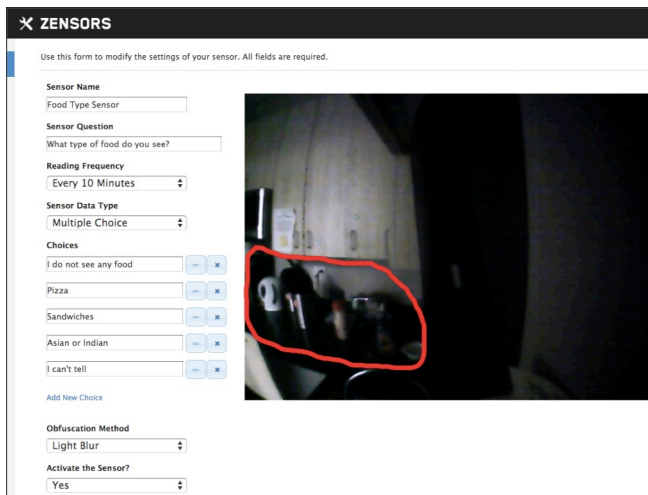 ZENSORS
Use this form to modify the settings of your sensor. All fields are required.
Sensor Name
Food Type Sensor
Sensor Question
What type of food do you see?
Reading Frequency
Every 10 Minutes
Sensor Data Type
Multiple Choice
Choices
I do not see any food
Pizza
Sandwiches
Asian or Indian
I can't tell
Add New Choice
Obfuscation Method
Light Blur
Activate the Sensor?
Yes